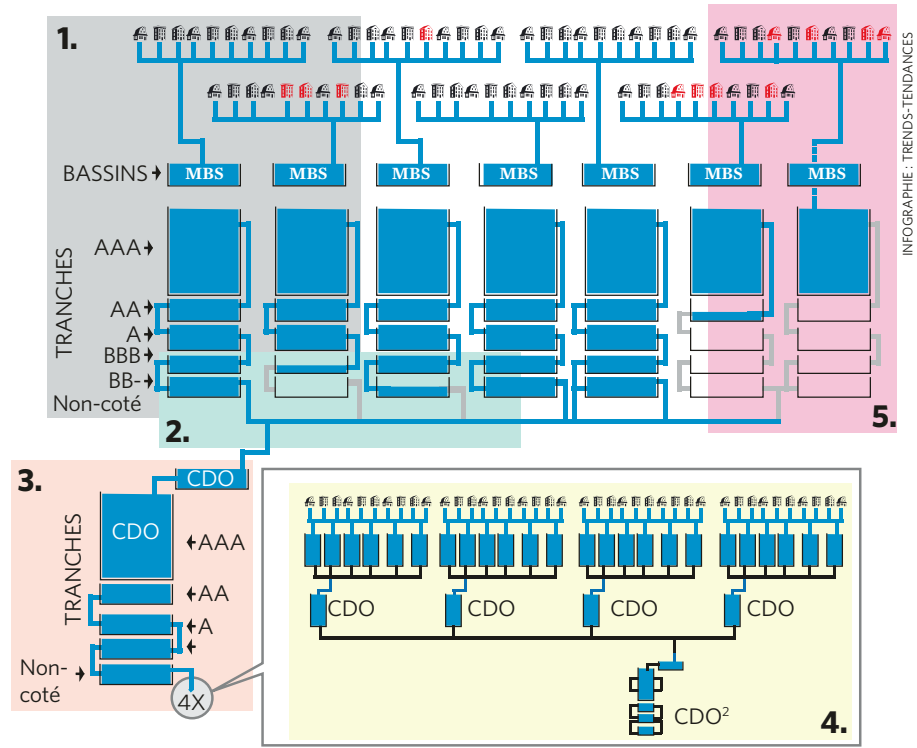 1.
BASSINS
MBS
MBS
MBS
MBS
MBS
MBS
MBS
TRANCHES
AAA
AA
A
BBB
BB-
Non-coté
2.
5.
INFOGRAPHIE : TRENDS-TENDANCES
3.
CDO
CDO
TRANCHES
AAA
AA
A
Non-
coté
4X
CDO
CDO
CDO
CDO
CDO²
4.